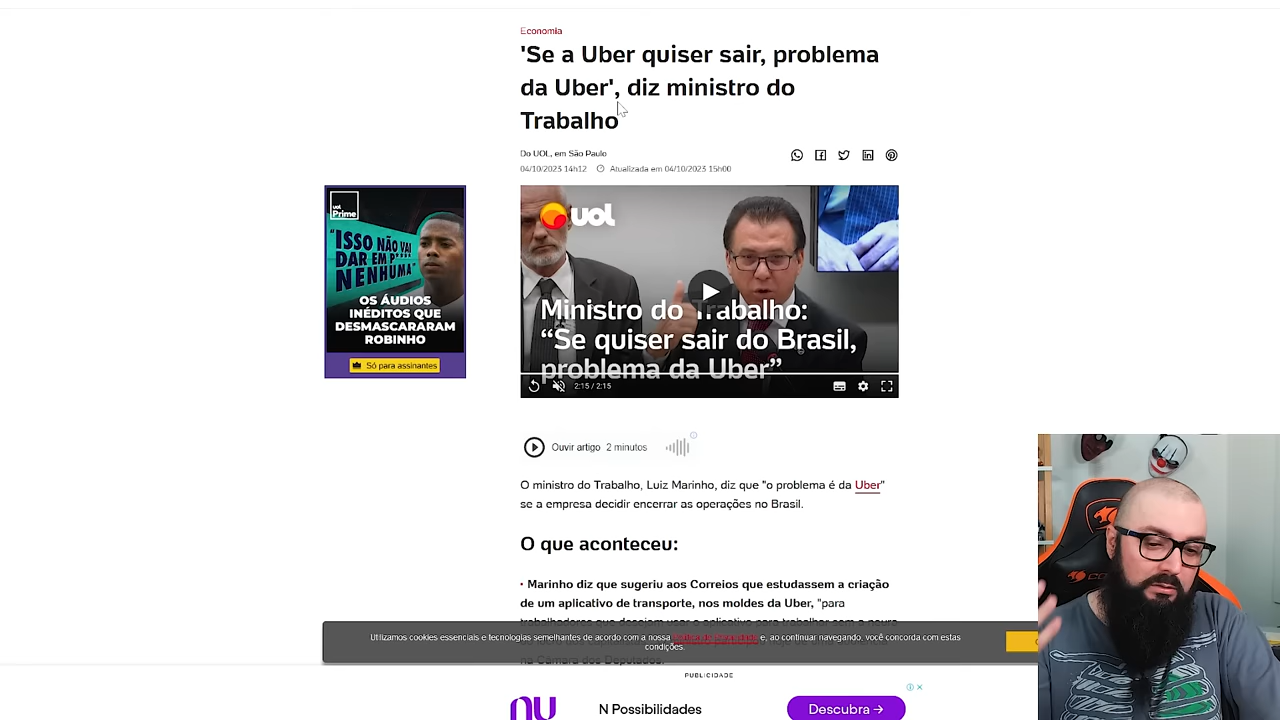 Economia
'Se a Uber quiser sair, problema
da Uber', diz ministro do
Trabalho
Do UOL, em São Paulo
04/10/2023 14h12 Atualizada em 04/10/2023 15h00
uol
Prime
"ISSO NÃO VAI
DAR EM P***
NENHUMA"
OS ÁUDIOS
INÉDITOS QUE
DESMASCARARAM
ROBINHO
Só para assinantes
uol
Ministro do Trabalho:
"Se quiser sair do Brasil,
problema da Uber"
2:15 / 2:15
Ouvir artigo 2 minutos
O ministro do Trabalho, Luiz Marinho, diz que "o problema é da Uber"
se a empresa decidir encerrar as operações no Brasil.
O que aconteceu:
• Marinho diz que sugeriu aos Correios que estudassem a criação
de um aplicativo de transporte, nos moldes da Uber, "para
Utilizamos cookies essenciais e tecnologias semelhantes de acordo com a nossa e, ao continuar navegando, você concorda com estas
condições.
na Câmara dos Deputados.
PUBLICIDADE
nu
N Possibilidades
Descubra →